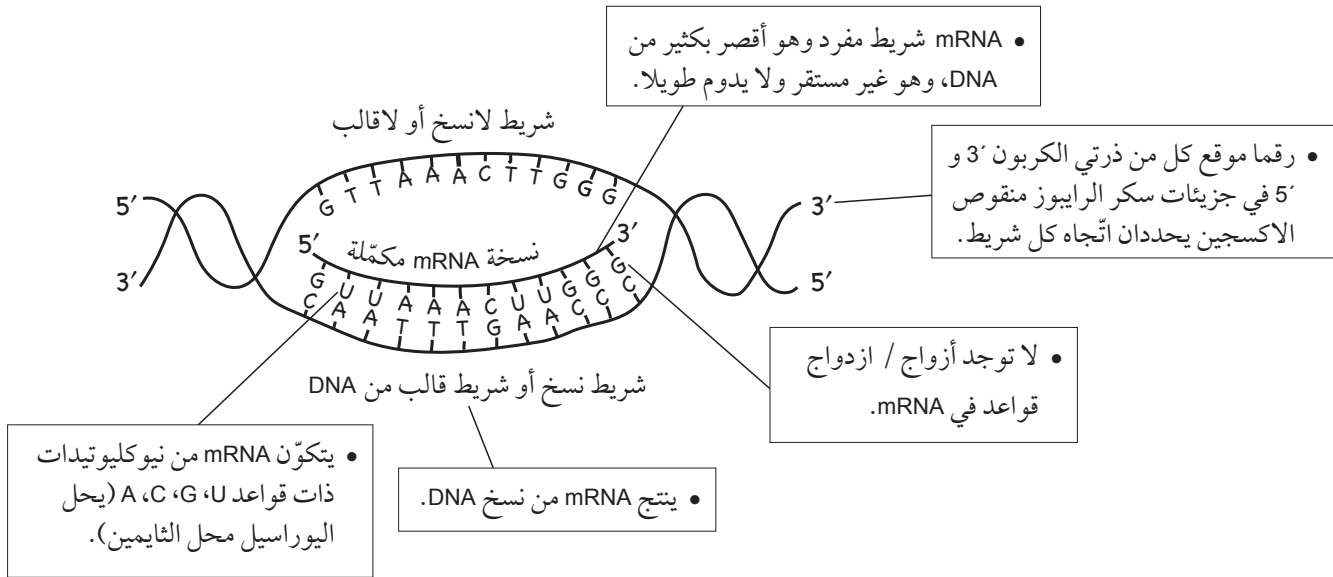 • mRNA شريط مفرد وهو أقصر بكثير من
DNA، وهو غير مستقر ولا يدوم طويلا.
شريط لانسخ أو لاقالب
• رقما موقع كل من ذرتي الكربون 3′ و
5′ في جزيئات سكر الرايبوز منقوص
الاكسجين يحددان اتّجاه كل شريط.
G T T A A A C T T G G G
5′
3′
3′
5′
5′
3′
نسخة mRNA مكمّلة
G U U A A A C U U G G G
C A A T T T G A A C C C
• لا توجد أزواج / ازدواج
قواعد في mRNA.
شريط نسخ أو شريط قالب من DNA
• يتكوّن mRNA من نيوكليوتيدات
ذات قواعد A ،C ،G ،U (يحل
اليوراسيل محل الثايمين).
• ينتج mRNA من نسخ DNA.